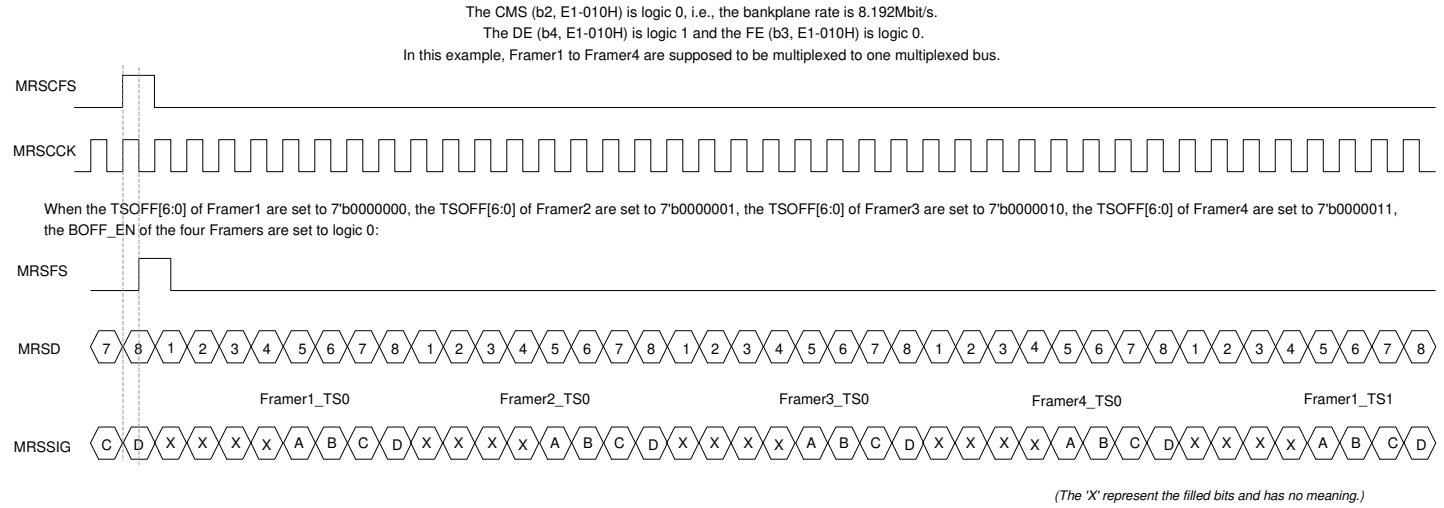 The CMS (b2, E1-010H) is logic 0, i.e., the bankplane rate is 8.192Mbit/s.
The DE (b4, E1-010H) is logic 1 and the FE (b3, E1-010H) is logic 0.
In this example, Framer1 to Framer4 are supposed to be multiplexed to one multiplexed bus.
MRSCFS
MRSCCK
When the TSOFF[6:0] of Framer1 are set to 7'b0000000, the TSOFF[6:0] of Framer2 are set to 7'b0000001, the TSOFF[6:0] of Framer3 are set to 7'b0000010, the TSOFF[6:0] of Framer4 are set to 7'b0000011,
the BOFF_EN of the four Framers are set to logic 0:
MRSFS
MRSD 7 8 1 2 3 4 5 6 7 8 1 2 3 4 5 6 7 8 1 2 3 4 5 6 7 8 1 2 3 4 5 6 7 8 1 2 3 4 5 6 7 8
Framer1_TS0 Framer2_TS0 Framer3_TS0 Framer4_TS0 Framer1_TS1
MRSSIG C D X X X X A B C D X X X X A B C D X X X X A B C D X X X X A B C D X X X X A B C D
(The 'X' represent the filled bits and has no meaning.)